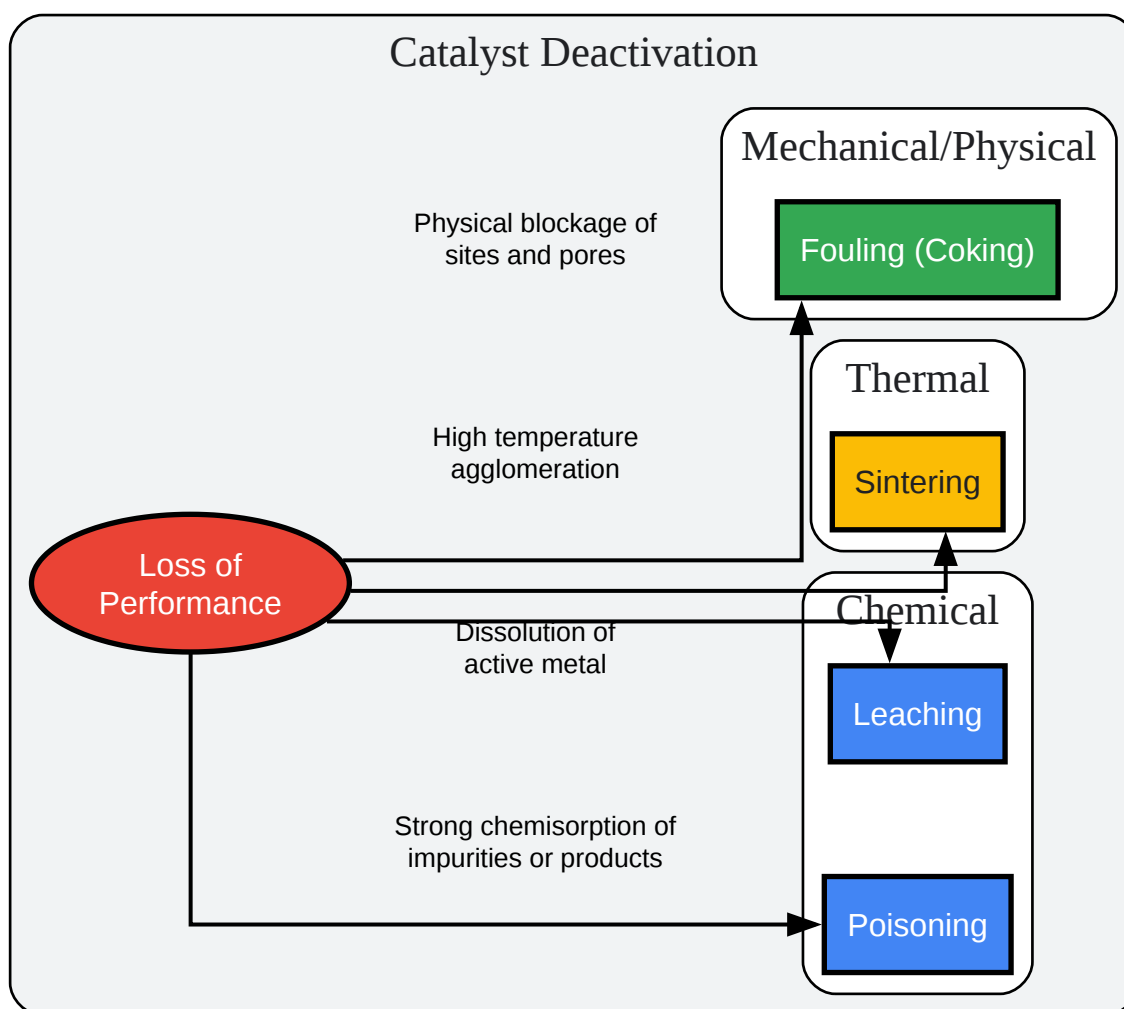 Catalyst Deactivation
Mechanical/Physical
Physical blockage of
sites and pores
Fouling (Coking)
Thermal
High temperature
agglomeration
Sintering
Loss of
Performance
Chemical
Dissolution of
active metal
Leaching
Strong chemisorption of
impurities or products
Poisoning